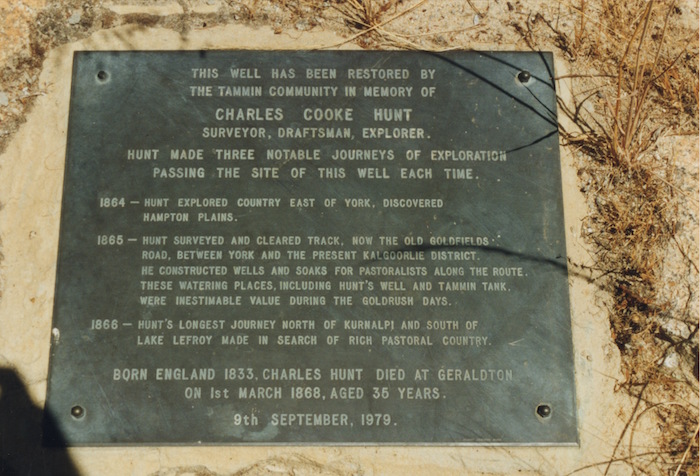 THIS WELL HAS BEEN RESTORED BY
THE TAMMIN COMMUNITY IN MEMORY OF
CHARLES COOKE HUNT
SURVEYOR, DRAFTSMAN, EXPLORER.
HUNT MADE THREE NOTABLE JOURNEYS OF EXPLORATION
PASSING THE SITE OF THIS WELL EACH TIME.
1864 – HUNT EXPLORED COUNTRY EAST OF YORK, DISCOVERED
HAMPTON PLAINS.
1865 – HUNT SURVEYED AND CLEARED TRACK, NOW THE OLD GOLDFIELDS
ROAD, BETWEEN YORK AND THE PRESENT KALGOORLIE DISTRICT.
HE CONSTRUCTED WELLS AND SOAKS FOR PASTORALISTS ALONG THE ROUTE.
THESE WATERING PLACES, INCLUDING HUNT'S WELL AND TAMMIN TANK,
WERE INESTIMABLE VALUE DURING THE GOLDRUSH DAYS.
1866 – HUNT'S LONGEST JOURNEY NORTH OF KURNALPI AND SOUTH OF
LAKE LEFROY MADE IN SEARCH OF RICH PASTORAL COUNTRY.
BORN ENGLAND 1833, CHARLES HUNT DIED AT GERALDTON
ON 1st MARCH 1868, AGED 35 YEARS.
9th SEPTEMBER, 1979.